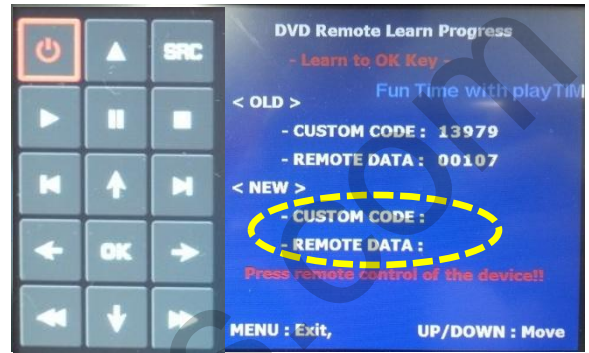 SRC
OK
DVD Remote Learn Progress
- Learn to OK Key -
Fun Time with playTiM
< OLD >
- CUSTOM CODE : 13979
- REMOTE DATA : 00107
< NEW >
- CUSTOM CODE :
- REMOTE DATA :
Press remote control of the device!!
MENU : Exit, UP/DOWN : Move